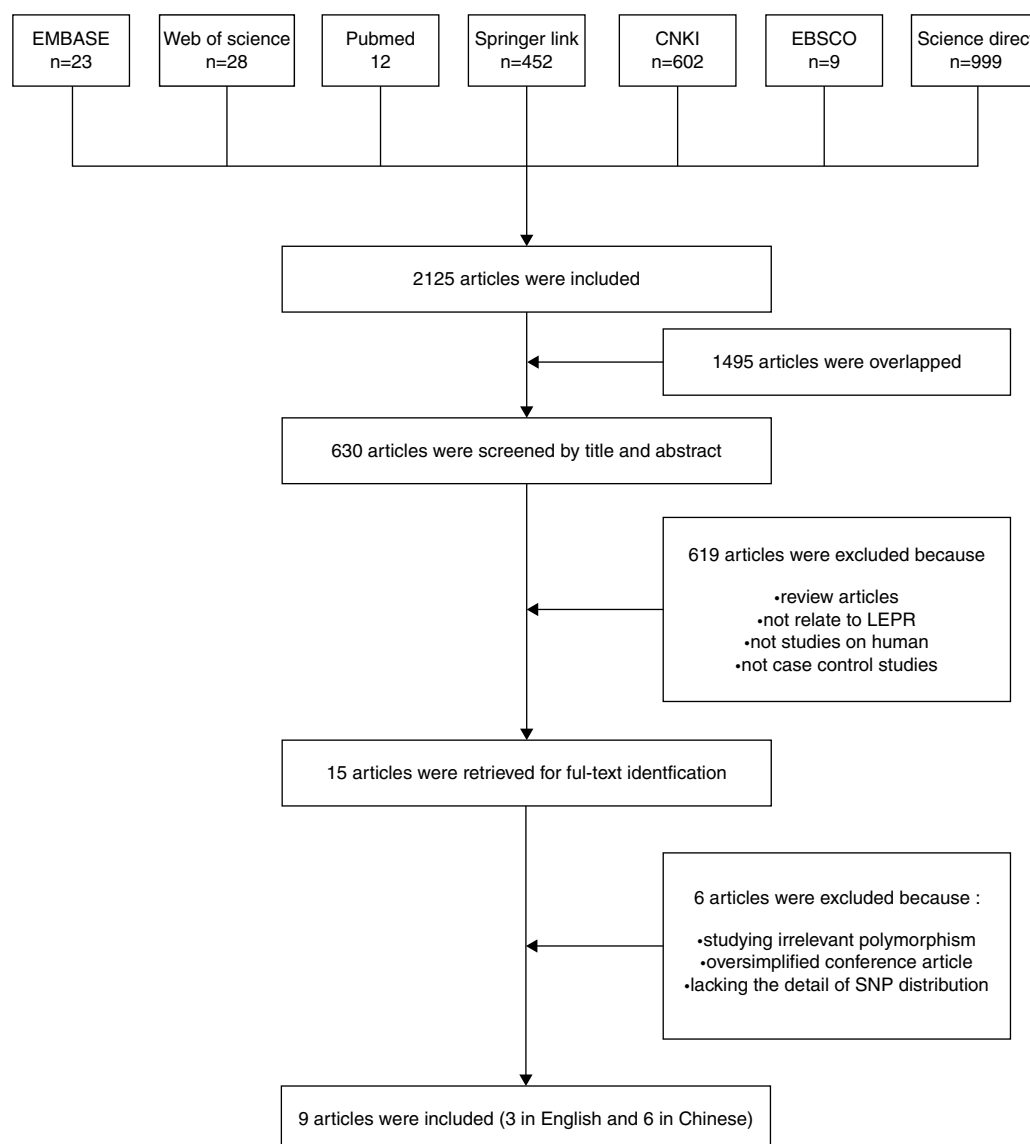 EMBASE
n=23
Web of science
n=28
Pubmed
12
Springer link
n=452
CNKI
n=602
EBSCO
n=9
Science direct
n=999
2125 articles were included
1495 articles were overlapped
630 articles were screened by title and abstract
619 articles were excluded because
•review articles
•not relate to LEPR
•not studies on human
•not case control studies
15 articles were retrieved for ful-text identfication
6 articles were excluded because :
•studying irrelevant polymorphism
•oversimplified conference article
•lacking the detail of SNP distribution
9 articles were included (3 in English and 6 in Chinese)